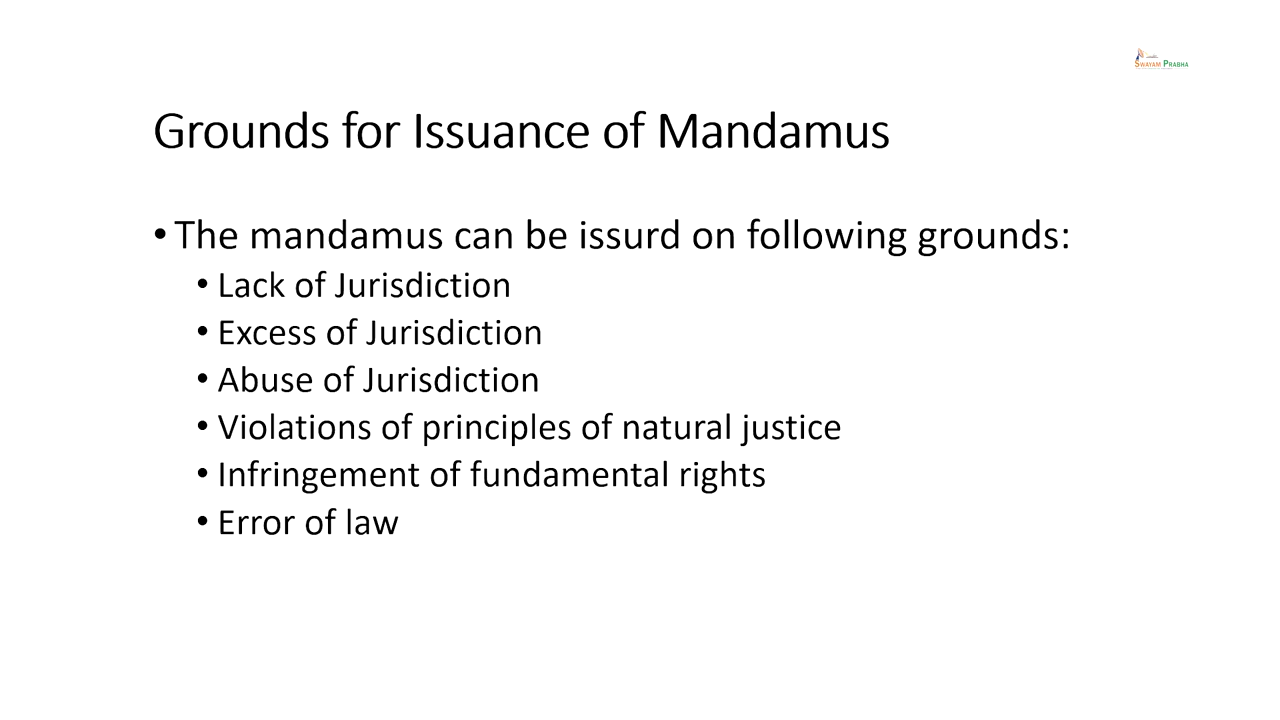 SWAYAM PRABHA
Grounds for Issuance of Mandamus
• The mandamus can be issurd on following grounds:
• Lack of Jurisdiction
• Excess of Jurisdiction
• Abuse of Jurisdiction
• Violations of principles of natural justice
• Infringement of fundamental rights
• Error of law